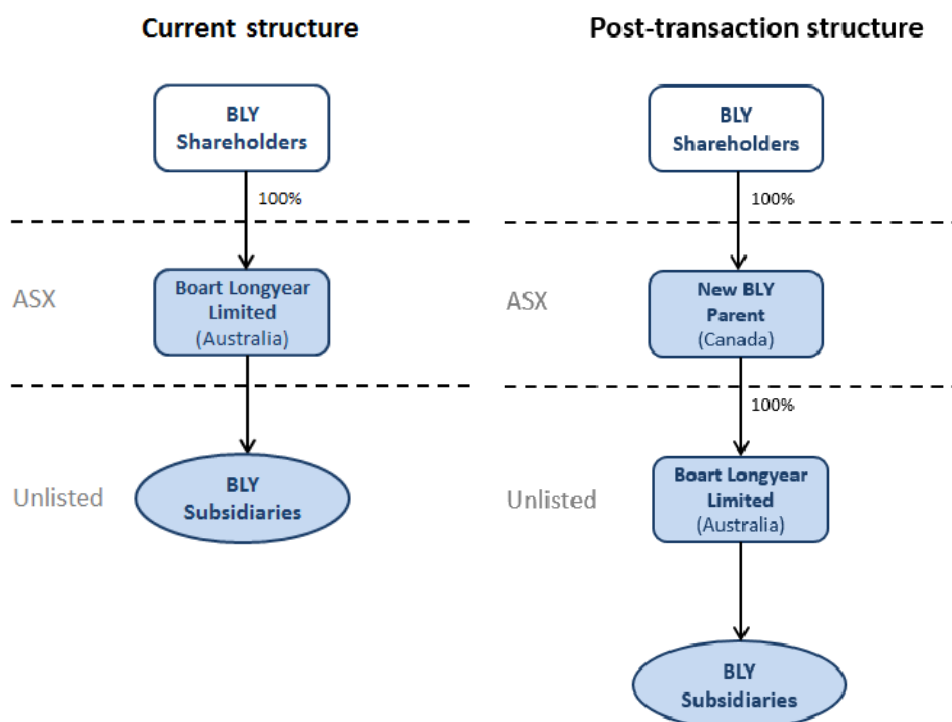 Current structure
BLY
Shareholders
100%
ASX
Boart Longyear
Limited
(Australia)
Unlisted
BLY
Subsidiaries
Post-transaction structure
BLY
Shareholders
100%
ASX
New BLY
Parent
(Canada)
100%
Unlisted
Boart Longyear
Limited
(Australia)
BLY
Subsidiaries